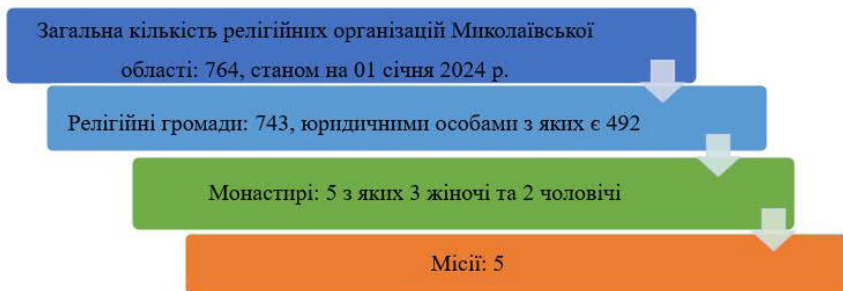 Загальна кількість релігійних організацій Миколаївської
області: 764, станом на 01 січня 2024 р.
Релігійні громади: 743, юридичними особами з яких є 492
Монастирі: 5 з яких 3 жіночі та 2 чоловічі
Місії: 5